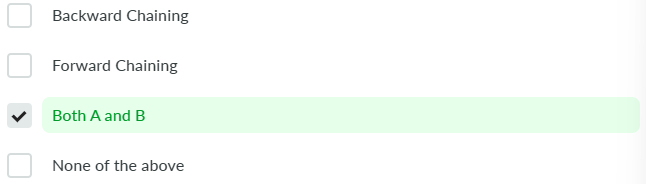 Backward Chaining
Forward Chaining
Both A and B
None of the above